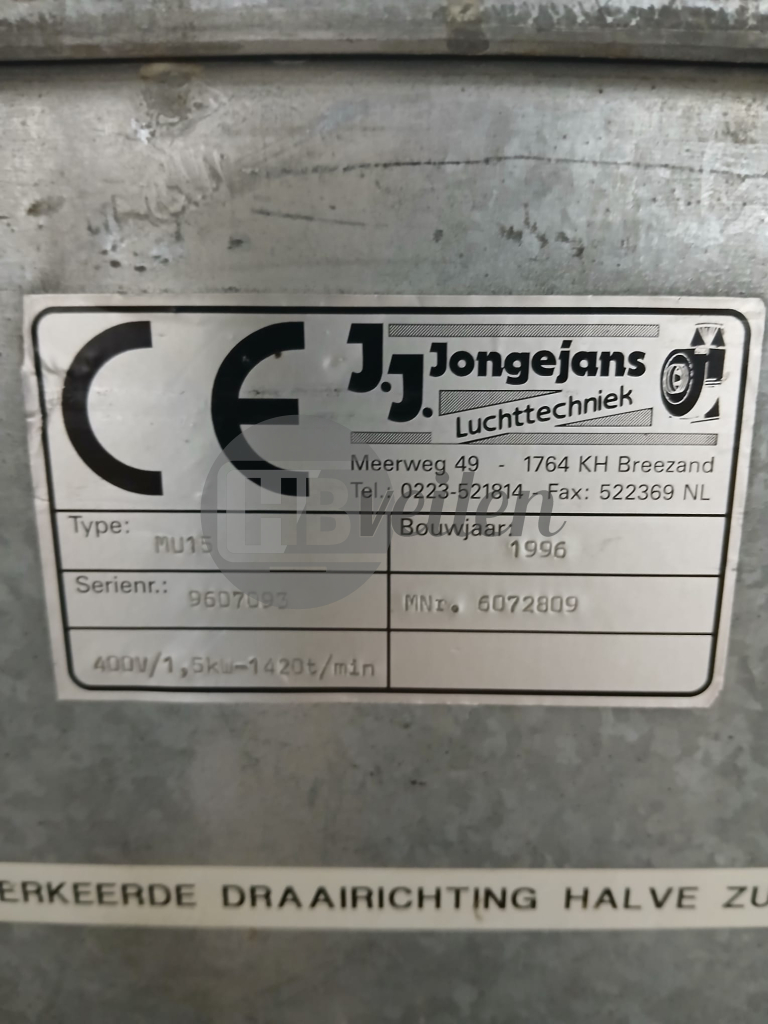 CE
J.J. Jongejans
Luchttechniek
Meerweg 49 - 1764 KH Breezand
Tel.: 0223-521814 - Fax: 522369 NL
Type: MU15
Bouwjaar: 1996
Serienr.: 9607093
MNr. 6072809
400V/1,5kw-1420t/min
HBveilen
ERKEERDE DRAAIRICHTING HALVE ZU